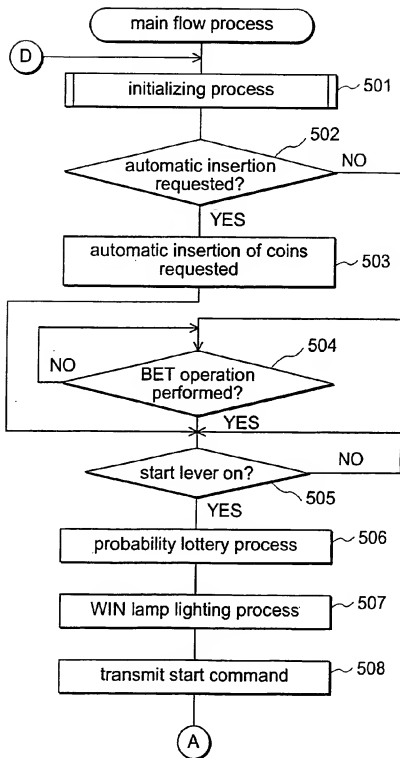 main flow process
D
initializing process
501
502
automatic insertion
requested?
NO
YES
automatic insertion of coins
requested
503
504
NO
BET operation
performed?
YES
start lever on?
NO
505
YES
probability lottery process
506
WIN lamp lighting process
507
transmit start command
508
A